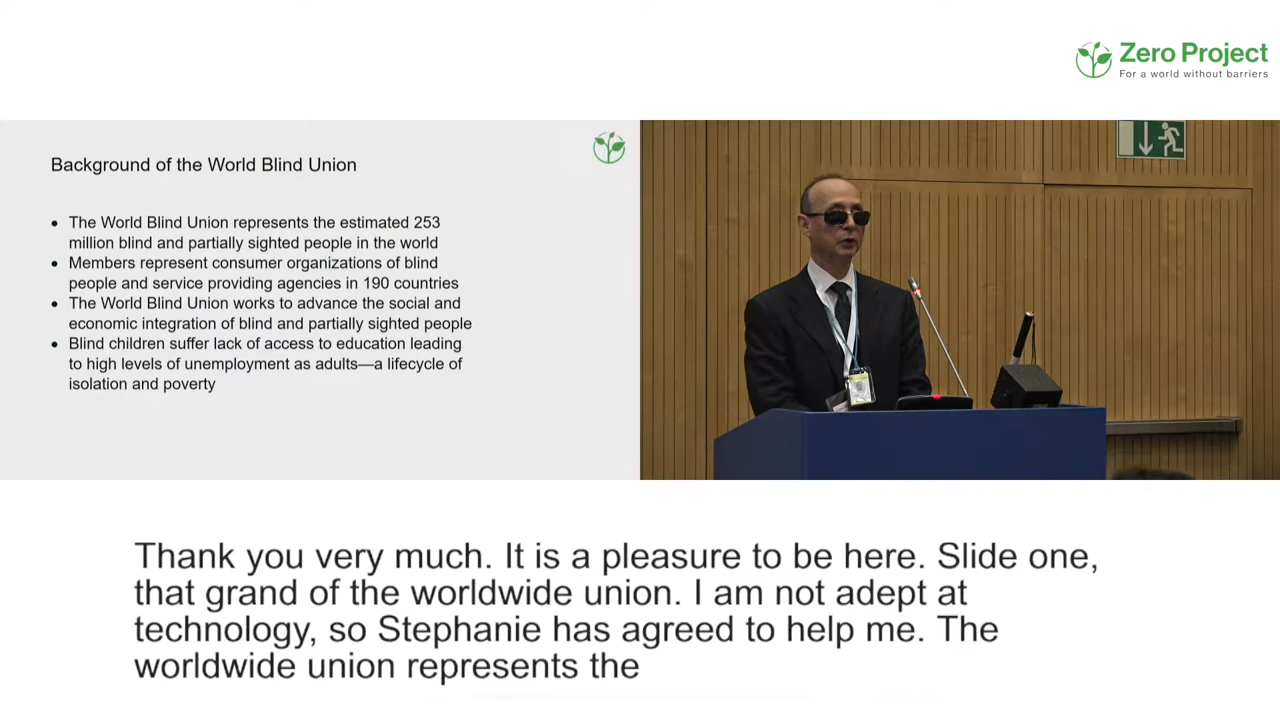 Zero Project
For a world without barriers
Background of the World Blind Union
• The World Blind Union represents the estimated 253
million blind and partially sighted people in the world
• Members represent consumer organizations of blind
people and service providing agencies in 190 countries
• The World Blind Union works to advance the social and
economic integration of blind and partially sighted people
• Blind children suffer lack of access to education leading
to high levels of unemployment as adults—a lifecycle of
isolation and poverty
Thank you very much. It is a pleasure to be here. Slide one,
that grand of the worldwide union. I am not adept at
technology, so Stephanie has agreed to help me. The
worldwide union represents the